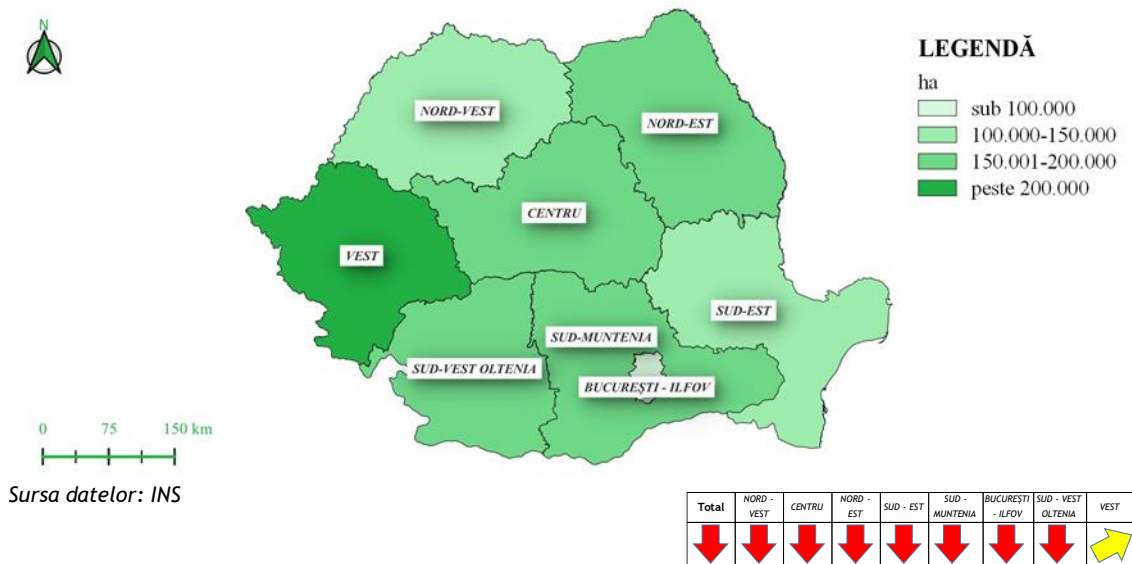 N
LEGENDĂ
ha
sub 100.000
100.000-150.000
150.001-200.000
peste 200.000
NORD-VEST
NORD-EST
CENTRU
VEST
SUD-EST
SUD-MUNTENIA
SUD-VEST OLTENIA
BUCUREȘTI - ILFOV
0 75 150 km
Sursa datelor: INS
Total NORD - VEST CENTRU NORD - EST SUD - EST SUD - MUNTENIA BUCUREȘTI - ILFOV SUD - VEST OLTENIA VEST